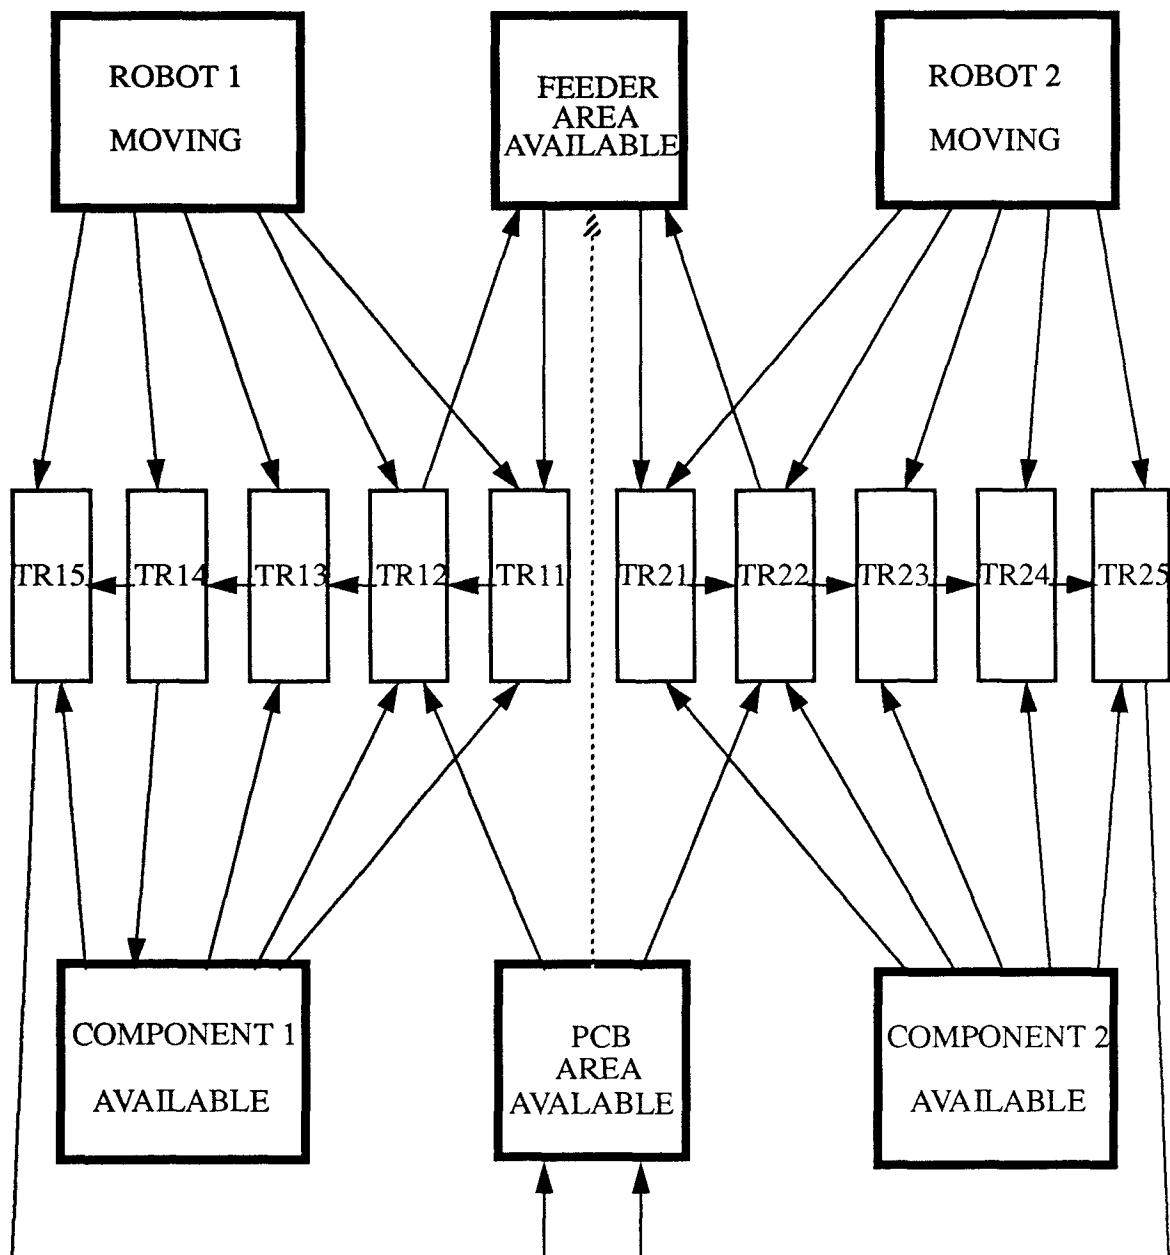 ROBOT 1
MOVING
FEEDER
AREA
AVAILABLE
ROBOT 2
MOVING
TR15
TR14
TR13
TR12
TR11
TR21
TR22
TR23
TR24
TR25
COMPONENT 1
AVAILABLE
PCB
AREA
AVALABLE
COMPONENT 2
AVAILABLE